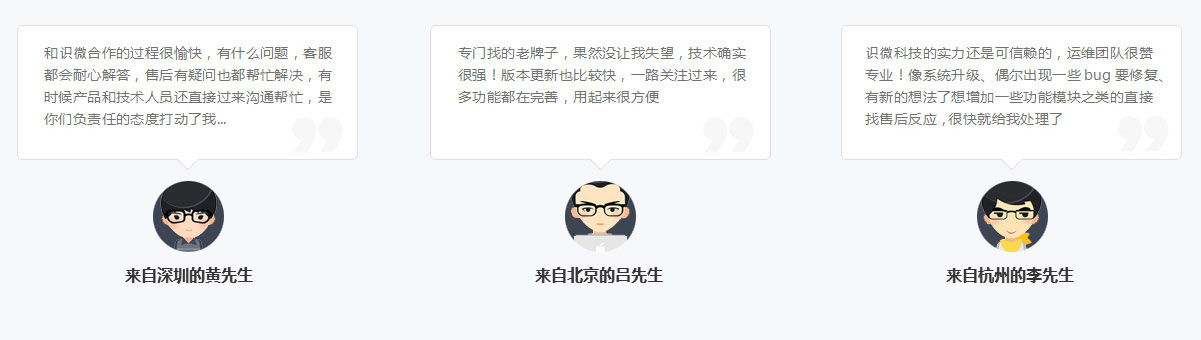 和识微合作的过程很愉快，有什么问题，客服
都会耐心解答，售后有疑问也都帮忙解决，有
时候产品和技术人员还直接过来沟通帮忙，是
你们负责任的态度打动了我...
来自深圳的黄先生
专门找的老牌子，果然没让我失望，技术确实
很强！版本更新也比较快，一路关注过来，很
多功能都在完善，用起来很方便
来自北京的吕先生
识微科技的实力还是可信赖的，运维团队很赞
专业！像系统升级、偶尔出现一些 bug 要修复、
有新的想法了想增加一些功能模块之类的直接
找售后反应，很快就给我处理了
来自杭州的李先生